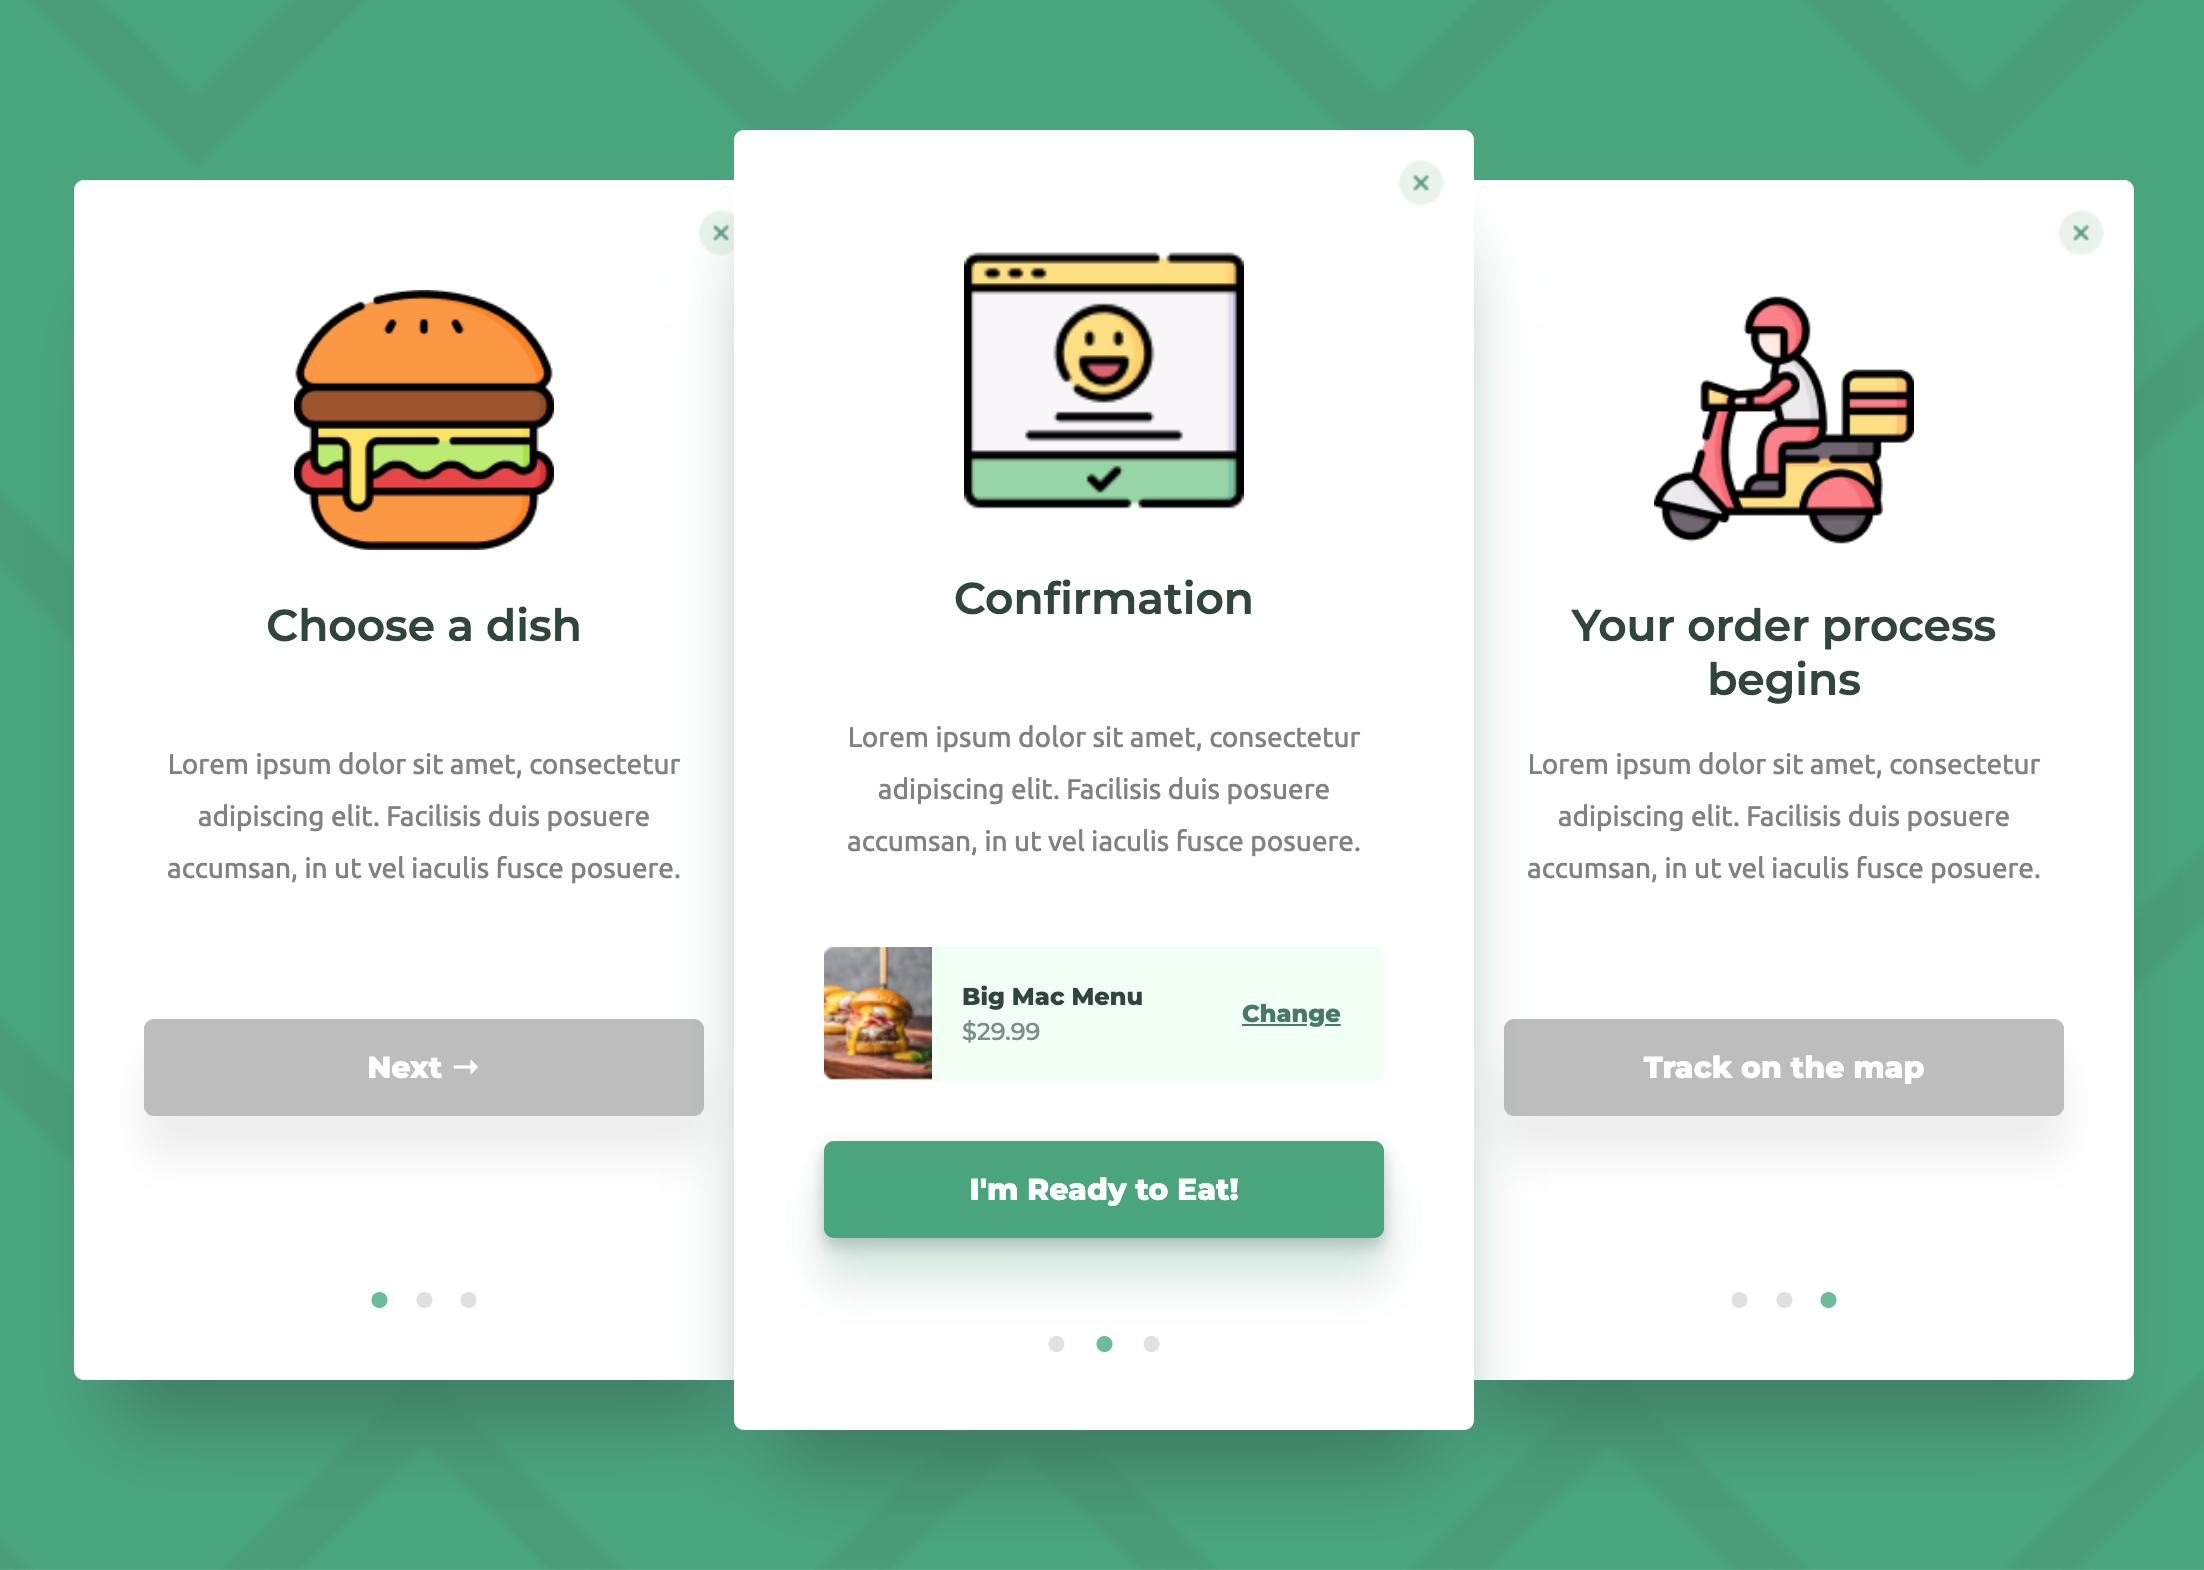 Choose a dish
Lorem ipsum dolor sit amet, consectetur
adipiscing elit. Facilisis duis posuere
accumsan, in ut vel iaculis fusce posuere.
Next →
Confirmation
Lorem ipsum dolor sit amet, consectetur
adipiscing elit. Facilisis duis posuere
accumsan, in ut vel iaculis fusce posuere.
Big Mac Menu
$29.99
Change
I'm Ready to Eat!
Your order process
begins
Lorem ipsum dolor sit amet, consectetur
adipiscing elit. Facilisis duis posuere
accumsan, in ut vel iaculis fusce posuere.
Track on the map